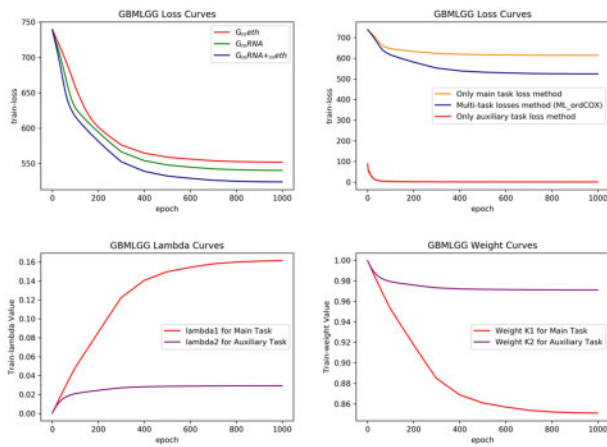 GBMLGG Loss Curves
750
700
650
600
550
train-loss
G_meth
G_mRNA
G_mRNA+_meth
0
200
400
600
800
1000
epoch
GBMLGG Loss Curves
700
600
500
400
300
200
100
0
train-loss
Only main task loss method
Multi-task losses method (ML_ordCOX)
Only auxiliary task loss method
0
200
400
600
800
1000
epoch
GBMLGG Lambda Curves
0.16
0.14
0.12
0.10
0.08
0.06
0.04
0.02
0.00
Train-lambda Value
lambda1 for Main Task
lambda2 for Auxiliary Task
0
200
400
600
800
1000
epoch
GBMLGG Weight Curves
1.00
0.98
0.96
0.94
0.92
0.90
0.88
0.86
Train-weight Value
Weight K1 for Main Task
Weight K2 for Auxiliary Task
0
200
400
600
800
1000
epoch